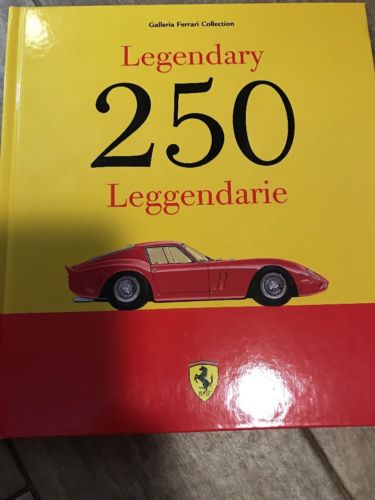 Galleria Ferrari Collection
Legendary
250
Leggendarie
S F